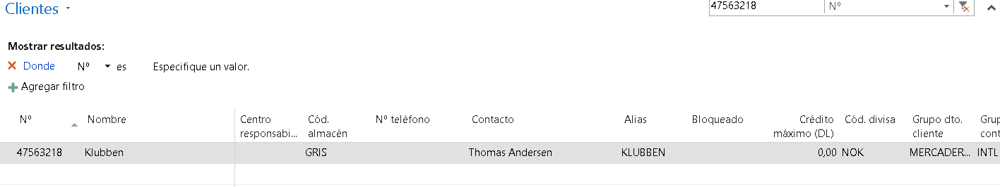 Clientes
47563218 Nº
Mostrar resultados:
Donde Nº es Especifique un valor.
Agregar filtro
Nº Nombre Centro responsabi... Cód. almacén Nº teléfono Contacto Alias Bloqueado Crédito máximo (DL) Cód. divisa Grupo dto. cliente Grup cont
47563218 Klubben GRIS Thomas Andersen KLUBBEN 0,00 NOK MERCADER... INTL